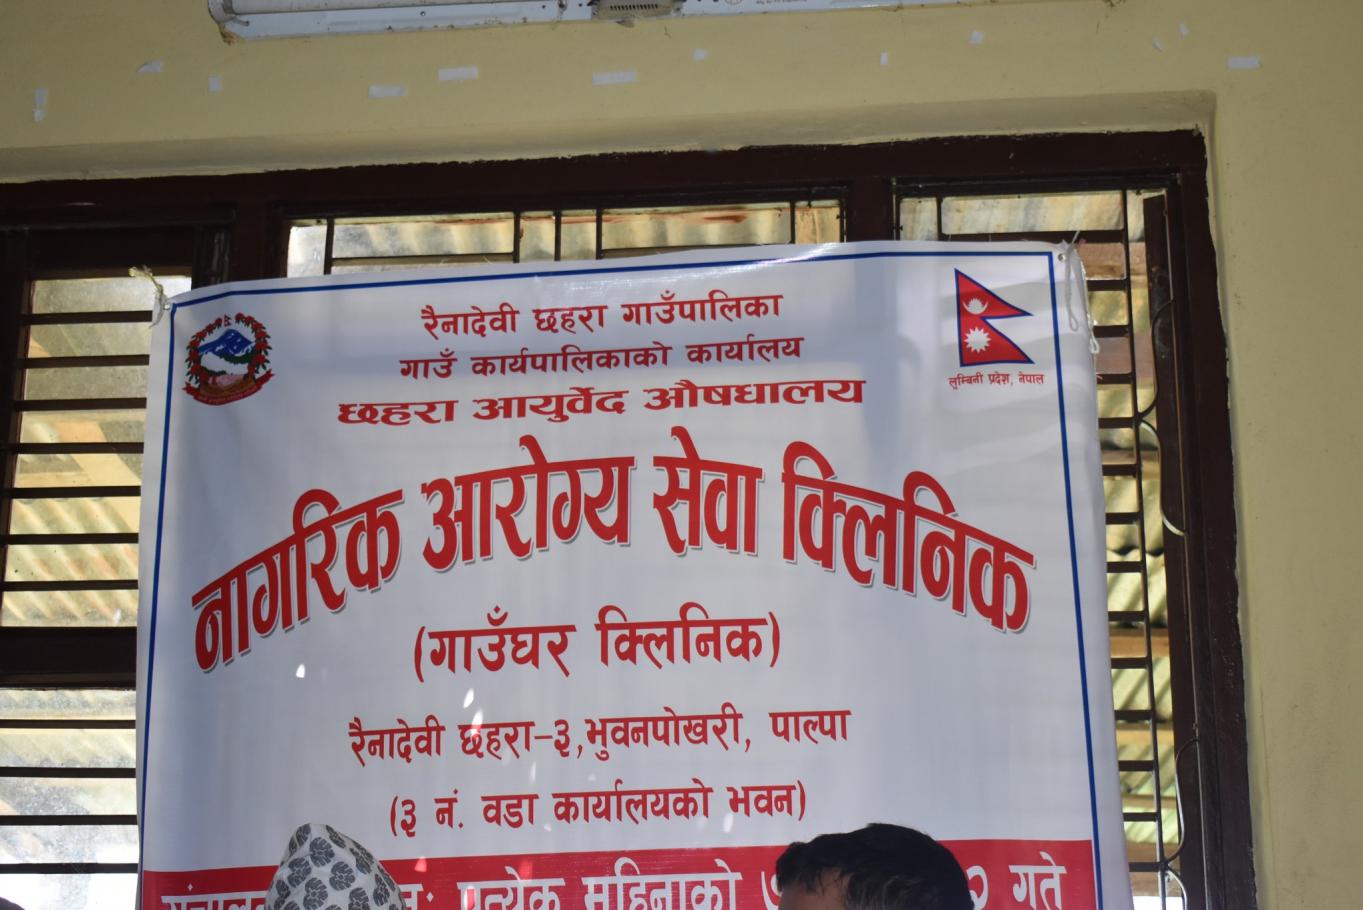 रैनादेवी छहरा गाउँपालिका
गाउँ कार्यपालिकाको कार्यालय
छहरा आयुर्वेद औषधालय
लुम्बिनी प्रदेश, नेपाल
नागरिक आरोग्य सेवा क्लिनिक
(गाउँघर क्लिनिक)
रैनादेवी छहरा-३,भुवनपोखरी, पाल्पा
(३ नं. वडा कार्यालयको भवन)
प्रत्येक महिनाको गते